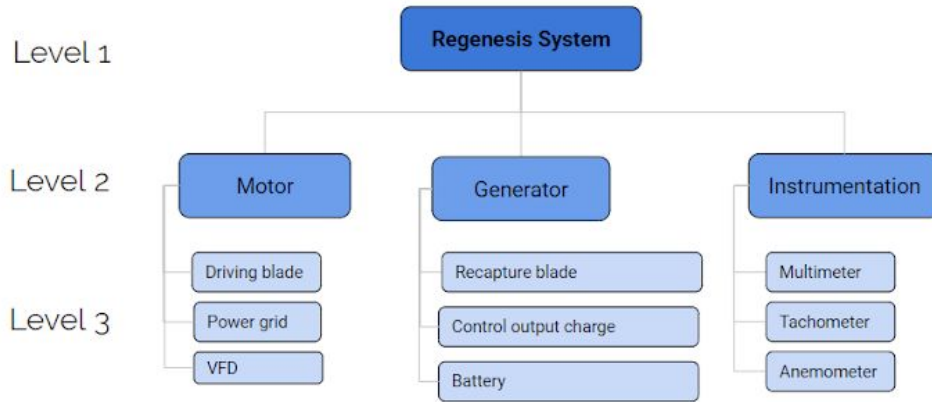 Level 1
Regenesis System
Level 2
Motor
Generator
Instrumentation
Level 3
Driving blade
Recapture blade
Multimeter
Power grid
Control output charge
Tachometer
VFD
Battery
Anemometer